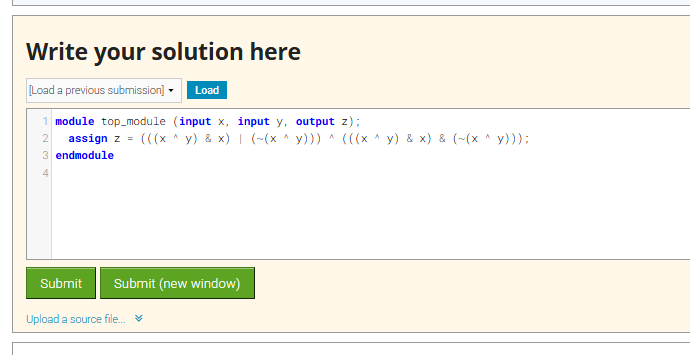 Write your solution here
[Load a previous submission] Load
1 module top_module (input x, input y, output z);
2 assign z = (((x ^ y) & x) | (~(x ^ y))) ^ (((x ^ y) & x) & (~(x ^ y)));
3 endmodule
4
Submit Submit (new window)
Upload a source file...